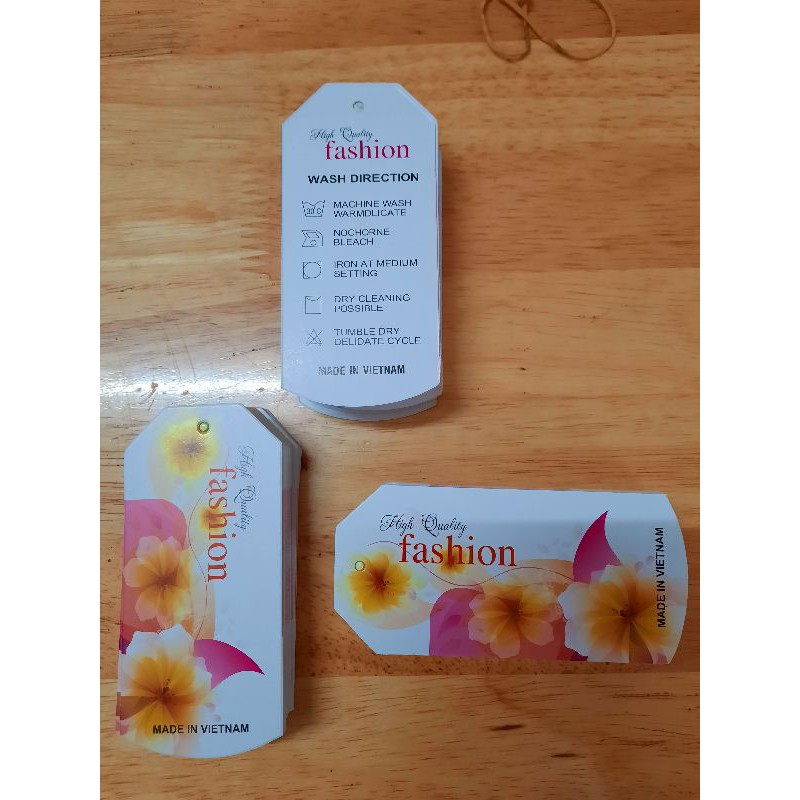 High Quality
fashion
WASH DIRECTION
30°C
MACHINE WASH
WARMDLICATE
NOCHORNE
BLEACH
IRON AT MEDIUM
SETTING
DRY CLEANING
POSSIBLE
TUMBLE DRY
DELIDATE CYCLE
MADE IN VIETNAM
High Quality
fashion
MADE IN VIETNAM
High Quality
fashion
MADE IN VIETNAM